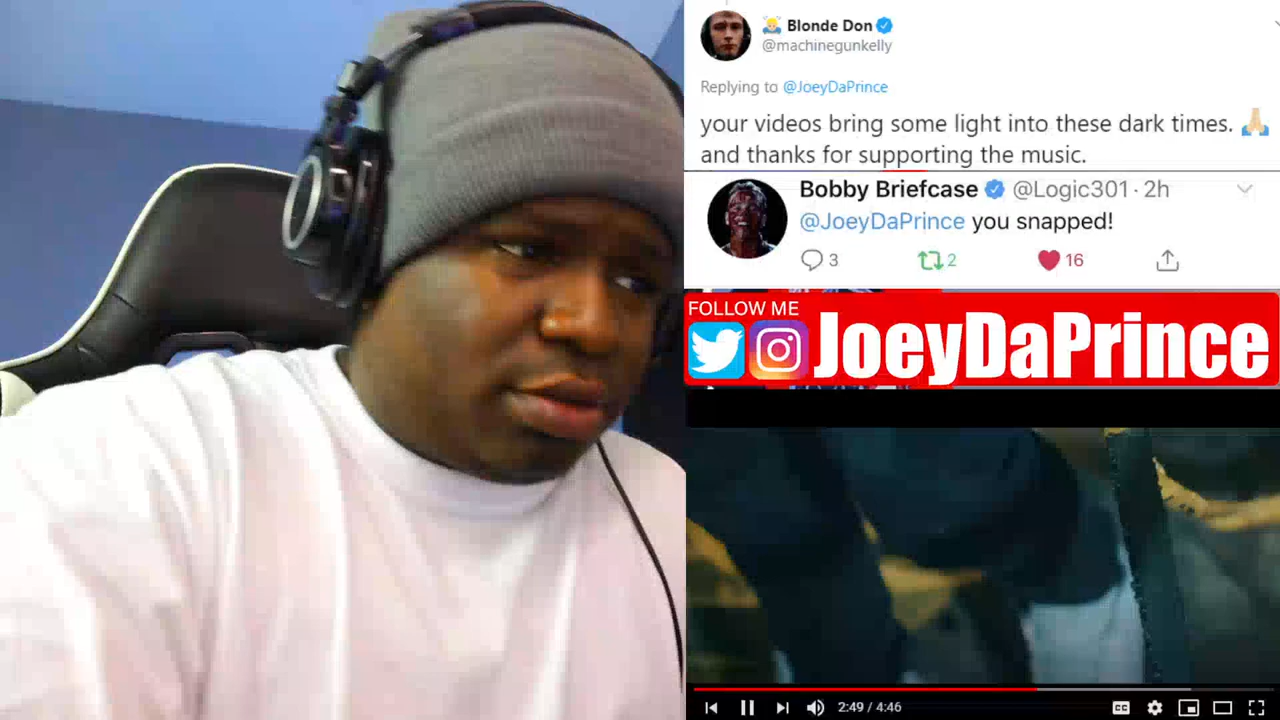 Blonde Don
@machinegunkelly
Replying to @JoeyDaPrince
your videos bring some light into these dark times. 🙏🏼
and thanks for supporting the music.
Bobby Briefcase @Logic301 · 2h
@JoeyDaPrince you snapped!
3 2 16
FOLLOW ME
JoeyDaPrince
2:49 / 4:46 CC